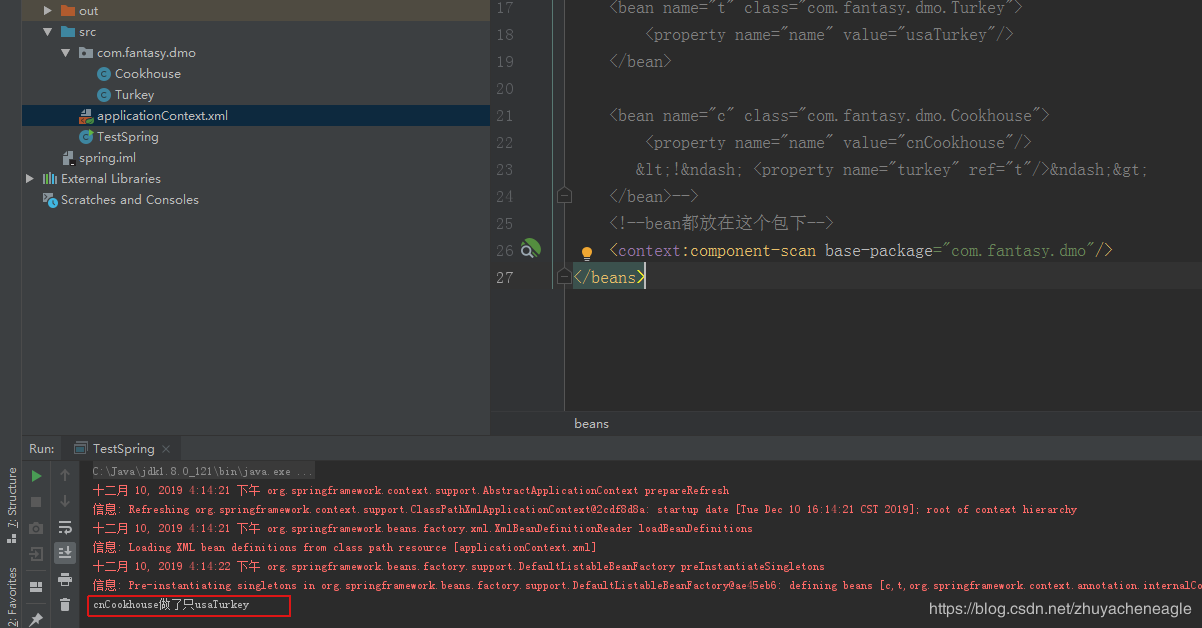 out
src
com.fantasy.dmo
Cookhouse
Turkey
applicationContext.xml
TestSpring
spring.iml
External Libraries
Scratches and Consoles
17 <bean name="t" class="com.fantasy.dmo.Turkey">
18 <property name="name" value="usaTurkey"/>
19 </bean>
20
21 <bean name="c" class="com.fantasy.dmo.Cookhouse">
22 <property name="name" value="cnCookhouse"/>
23 &lt;!&ndash; <property name="turkey" ref="t"/>&ndash;&gt;
24 </bean>-->
25 <!--bean都放在这个包下-->
26 <context:component-scan base-package="com.fantasy.dmo"/>
27 </beans>
beans
Run: TestSpring
7: Structure
2: Favorites
C:\Java\jdk1.8.0_121\bin\java.exe ...
十二月 10, 2019 4:14:21 下午 org.springframework.context.support.AbstractApplicationContext prepareRefresh
信息: Refreshing org.springframework.context.support.ClassPathXmlApplicationContext@2cdf8d8a: startup date [Tue Dec 10 16:14:21 CST 2019]; root of context hierarchy
十二月 10, 2019 4:14:21 下午 org.springframework.beans.factory.xml.XmlBeanDefinitionReader loadBeanDefinitions
信息: Loading XML bean definitions from class path resource [applicationContext.xml]
十二月 10, 2019 4:14:22 下午 org.springframework.beans.factory.support.DefaultListableBeanFactory preInstantiateSingletons
信息: Pre-instantiating singletons in org.springframework.beans.factory.support.DefaultListableBeanFactory@ae45eb6: defining beans [c,t,org.springframework.context.annotation.internalCo
cnCookhouse做了只usaTurkey
https://blog.csdn.net/zhuyacheneagle